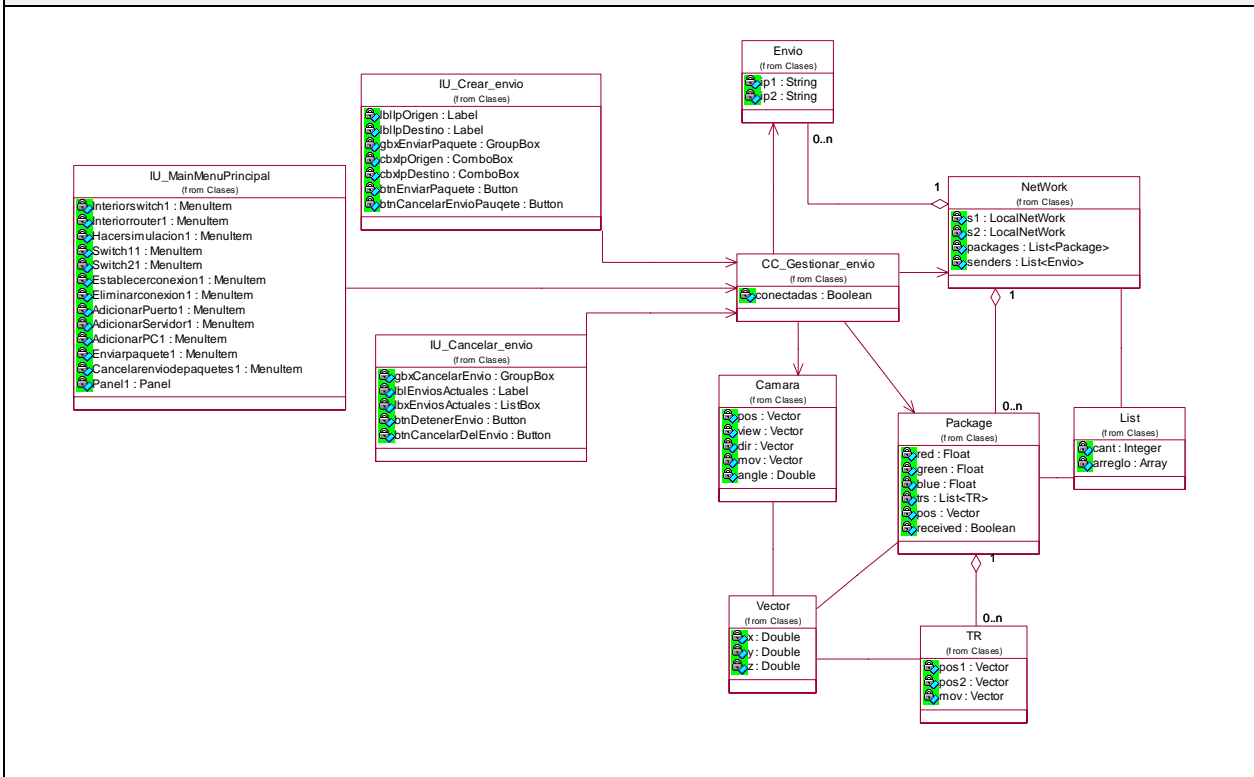 Envio
(from Clases)
ip1 : String
ip2 : String
0..n
IU_Crear_envio
(from Clases)
lblIpOrigen : Label
lblIpDestino : Label
gbxEnviarPaquete : GroupBox
cbxIpOrigen : ComboBox
cbxIpDestino : ComboBox
btnEnviarPaquete : Button
btnCancelarEnvioPauqete : Button
IU_MainMenuPrincipal
(from Clases)
Interiorswitch1 : MenuItem
Interiorrouter1 : MenuItem
Hacersimulacion1 : MenuItem
Switch11 : MenuItem
Switch21 : MenuItem
Establecerconexion1 : MenuItem
Eliminarconexion1 : MenuItem
AdicionarPuerto1 : MenuItem
AdicionarServidor1 : MenuItem
AdicionarPC1 : MenuItem
Enviarpaquete1 : MenuItem
Cancelarenviodepaquetes1 : MenuItem
Panel1 : Panel
1
NetWork
(from Clases)
s1 : LocalNetWork
s2 : LocalNetWork
packages : List<Package>
senders : List<Envio>
1
CC_Gestionar_envio
(from Clases)
conectadas : Boolean
IU_Cancelar_envio
(from Clases)
gbxCancelarEnvio : GroupBox
lblEnviosActuales : Label
lbxEnviosActuales : ListBox
btnDetenerEnvio : Button
btnCancelarDelEnvio : Button
Camara
(from Clases)
pos : Vector
view : Vector
dir : Vector
mov : Vector
angle : Double
0..n
Package
(from Clases)
red : Float
green : Float
blue : Float
trs : List<TR>
pos : Vector
received : Boolean
1
List
(from Clases)
cant : Integer
arreglo : Array
Vector
(from Clases)
x : Double
y : Double
z : Double
0..n
TR
(from Clases)
pos1 : Vector
pos2 : Vector
mov : Vector